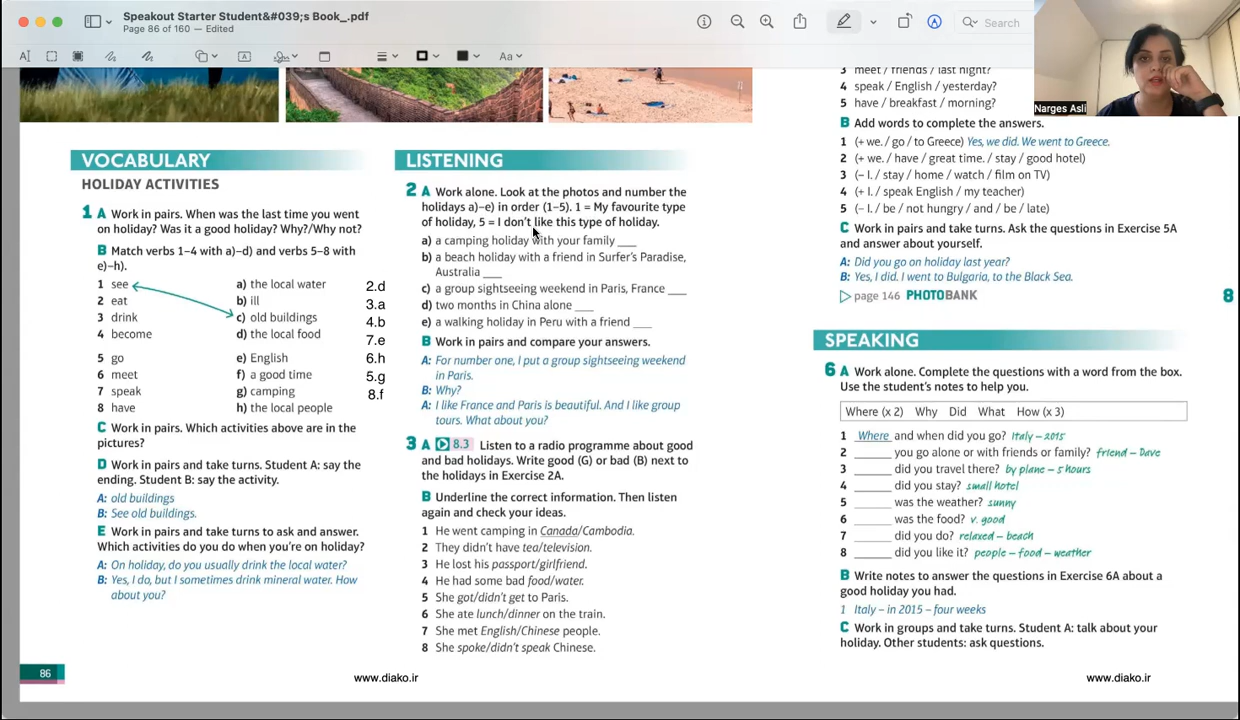 Speakout Starter Student&#039;s Book_.pdf
Page 86 of 160 — Edited
Search
Aa
Narges Asli
VOCABULARY
HOLIDAY ACTIVITIES
1 A Work in pairs. When was the last time you went
on holiday? Was it a good holiday? Why?/Why not?
B Match verbs 1–4 with a)–d) and verbs 5–8 with
e)–h).
1 see a) the local water 2.d
2 eat b) ill 3.a
3 drink c) old buildings 4.b
4 become d) the local food 7.e
5 go e) English 6.h
6 meet f) a good time 5.g
7 speak g) camping 8.f
8 have h) the local people
C Work in pairs. Which activities above are in the
pictures?
D Work in pairs and take turns. Student A: say the
ending. Student B: say the activity.
A: old buildings
B: See old buildings.
E Work in pairs and take turns to ask and answer.
Which activities do you do when you're on holiday?
A: On holiday, do you usually drink the local water?
B: Yes, I do, but I sometimes drink mineral water. How
about you?
86
LISTENING
2 A Work alone. Look at the photos and number the
holidays a)–e) in order (1–5). 1 = My favourite type
of holiday, 5 = I don't like this type of holiday.
a) a camping holiday with your family ___
b) a beach holiday with a friend in Surfer's Paradise,
Australia ___
c) a group sightseeing weekend in Paris, France ___
d) two months in China alone ___
e) a walking holiday in Peru with a friend ___
B Work in pairs and compare your answers.
A: For number one, I put a group sightseeing weekend
in Paris.
B: Why?
A: I like France and Paris is beautiful. And I like group
tours. What about you?
3 A 8.3 Listen to a radio programme about good
and bad holidays. Write good (G) or bad (B) next to
the holidays in Exercise 2A.
B Underline the correct information. Then listen
again and check your ideas.
1 He went camping in Canada/Cambodia.
2 They didn't have tea/television.
3 He lost his passport/girlfriend.
4 He had some bad food/water.
5 She got/didn't get to Paris.
6 She ate lunch/dinner on the train.
7 She met English/Chinese people.
8 She spoke/didn't speak Chinese.
www.diako.ir
3 meet / friends / last night?
4 speak / English / yesterday?
5 have / breakfast / morning?
B Add words to complete the answers.
1 (+ we. / go / to Greece) Yes, we did. We went to Greece.
2 (+ we. / have / great time. / stay / good hotel)
3 (– I. / stay / home / watch / film on TV)
4 (+ I. / speak English / my teacher)
5 (– I. / be / not hungry / and / be / late)
C Work in pairs and take turns. Ask the questions in Exercise 5A
and answer about yourself.
A: Did you go on holiday last year?
B: Yes, I did. I went to Bulgaria, to the Black Sea.
page 146 PHOTOBANK
8
SPEAKING
6 A Work alone. Complete the questions with a word from the box.
Use the student's notes to help you.
Where (x 2) Why Did What How (x 3)
1 Where and when did you go? Italy – 2015
2 ______ you go alone or with friends or family? friend – Dave
3 ______ did you travel there? by plane – 5 hours
4 ______ did you stay? small hotel
5 ______ was the weather? sunny
6 ______ was the food? v. good
7 ______ did you do? relaxed – beach
8 ______ did you like it? people – food – weather
B Write notes to answer the questions in Exercise 6A about a
good holiday you had.
1 Italy – in 2015 – four weeks
C Work in groups and take turns. Student A: talk about your
holiday. Other students: ask questions.
www.diako.ir